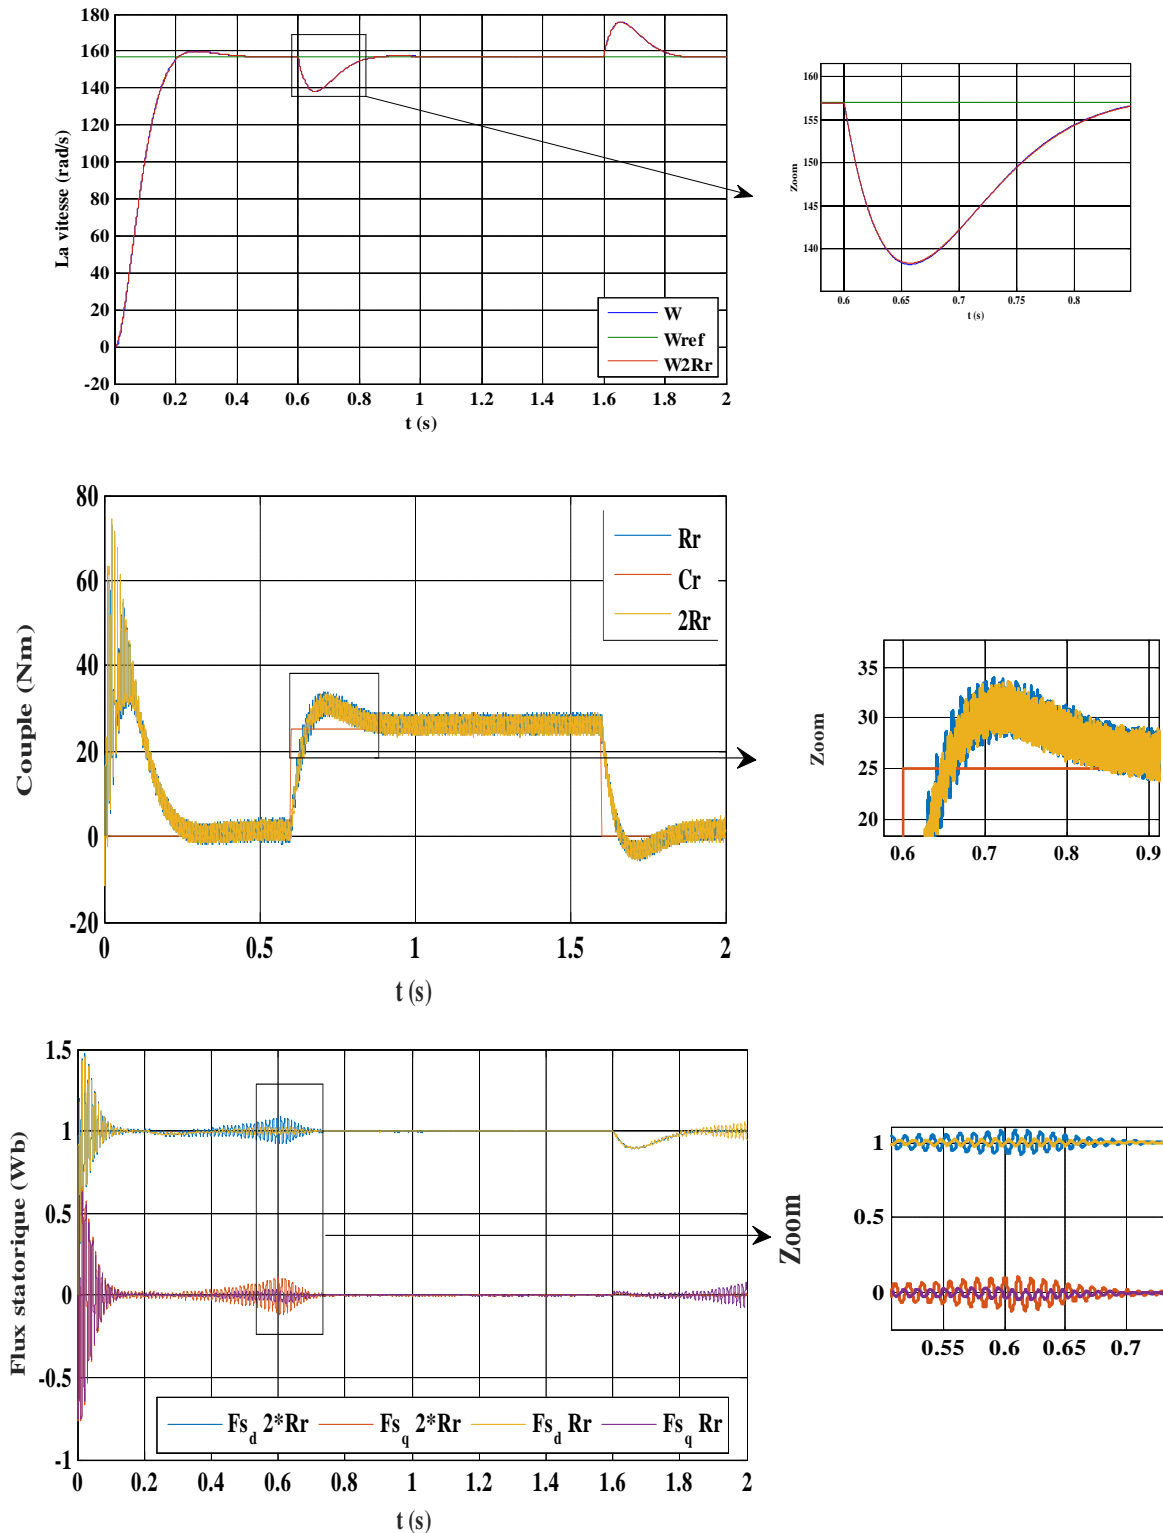 180
160
140
120
100
80
60
40
20
0
-20
La vitesse (rad/s)
0 0.2 0.4 0.6 0.8 1 1.2 1.4 1.6 1.8 2
t (s)
W
Wref
W2Rr
160
155
150
145
140
Zoom
0.6 0.65 0.7 0.75 0.8
t (s)
80
60
40
20
0
-20
Couple (Nm)
0 0.5 1 1.5 2
t (s)
Rr
Cr
2Rr
35
30
25
20
Zoom
0.6 0.7 0.8 0.9
1.5
1
0.5
0
-0.5
-1
Flux statorique (Wb)
0 0.2 0.4 0.6 0.8 1 1.2 1.4 1.6 1.8 2
t (s)
Fs_d 2*Rr Fs_q 2*Rr Fs_d Rr Fs_q Rr
1
0.5
0
Zoom
0.55 0.6 0.65 0.7